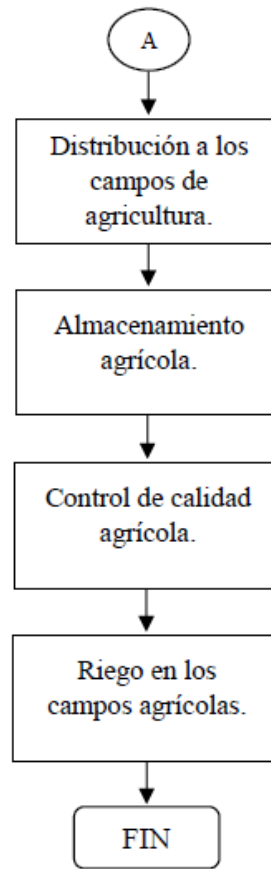 A
Distribución a los
campos de
agricultura.
Almacenamiento
agrícola.
Control de calidad
agrícola.
Riego en los
campos agrícolas.
FIN